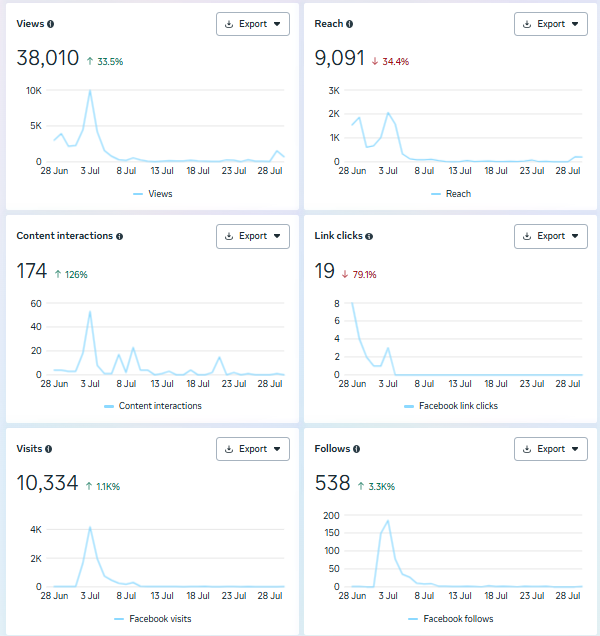 Views
Export
38,010 ↑ 33.5%
10K
5K
0
28 Jun 3 Jul 8 Jul 13 Jul 18 Jul 23 Jul 28 Jul
Views
Reach
Export
9,091 ↓ 34.4%
3K
2K
1K
0
28 Jun 3 Jul 8 Jul 13 Jul 18 Jul 23 Jul 28 Jul
Reach
Content interactions
Export
174 ↑ 126%
60
40
20
0
28 Jun 3 Jul 8 Jul 13 Jul 18 Jul 23 Jul 28 Jul
Content interactions
Link clicks
Export
19 ↓ 79.1%
8
6
4
2
0
28 Jun 3 Jul 8 Jul 13 Jul 18 Jul 23 Jul 28 Jul
Facebook link clicks
Visits
Export
10,334 ↑ 1.1K%
4K
2K
0
28 Jun 3 Jul 8 Jul 13 Jul 18 Jul 23 Jul 28 Jul
Facebook visits
Follows
Export
538 ↑ 3.3K%
200
150
100
50
0
28 Jun 3 Jul 8 Jul 13 Jul 18 Jul 23 Jul 28 Jul
Facebook follows